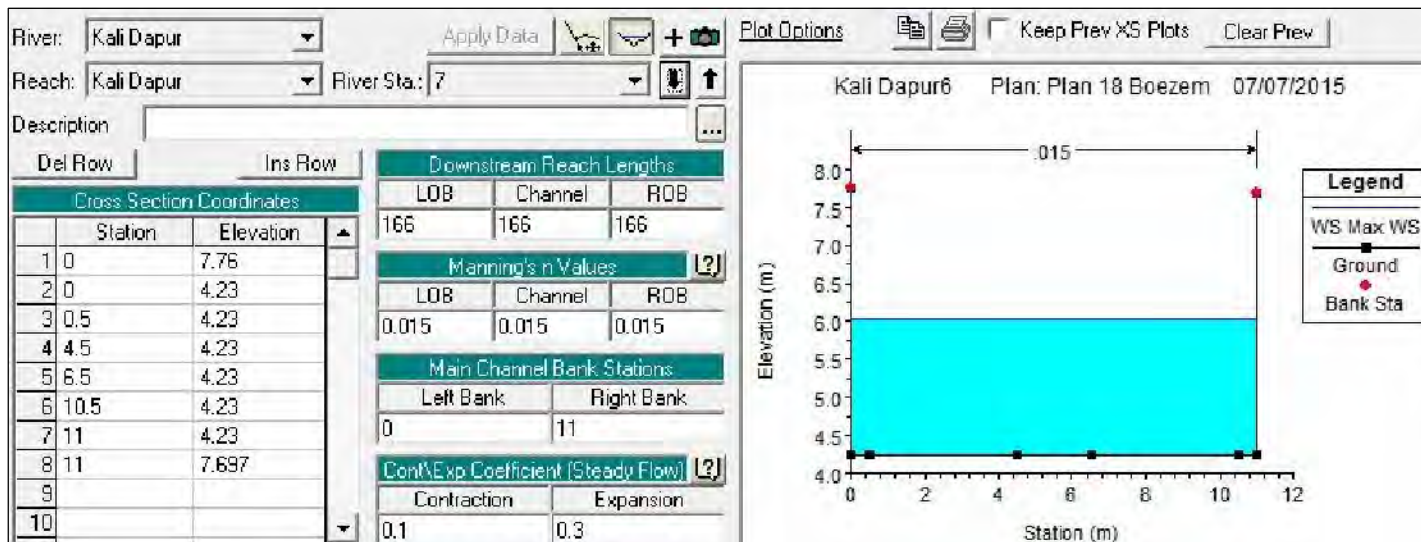 River: Kali Dapur Apply Data
Reach: Kali Dapur River Sta.: 7
Description ...
Del Row Ins Row
Cross Section Coordinates
Station Elevation
1 0 7.76
2 0 4.23
3 0.5 4.23
4 4.5 4.23
5 6.5 4.23
6 10.5 4.23
7 11 4.23
8 11 7.697
9
10
Downstream Reach Lengths
LOB Channel ROB
166 166 166
Manning's n Values ?
LOB Channel ROB
0.015 0.015 0.015
Main Channel Bank Stations
Left Bank Right Bank
0 11
Cont\Exp Coefficient (Steady Flow) ?
Contraction Expansion
0.1 0.3
Plot Options Keep Prev XS Plots Clear Prev
Kali Dapur6 Plan: Plan 18 Boezem 07/07/2015
.015
8.0
7.5
7.0
6.5
6.0
5.5
5.0
4.5
4.0
Elevation (m)
0 2 4 6 8 10 12
Station (m)
Legend
WS Max WS
Ground
Bank Sta